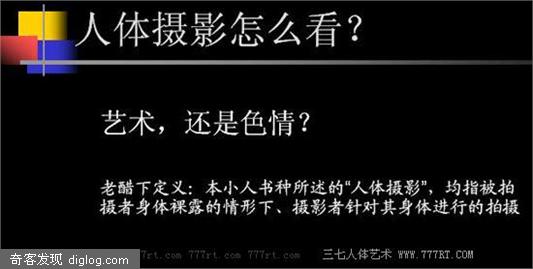 人体摄影怎么看？
艺术，还是色情？
老醋下定义：本小人书种所述的“人体摄影”，均指被拍
摄者身体裸露的情形下、摄影者针对其身体进行的拍摄
奇客发现 diglog.com
777rt.com 777rt.com 777rt.com
三七人体艺术 www.777RT.com